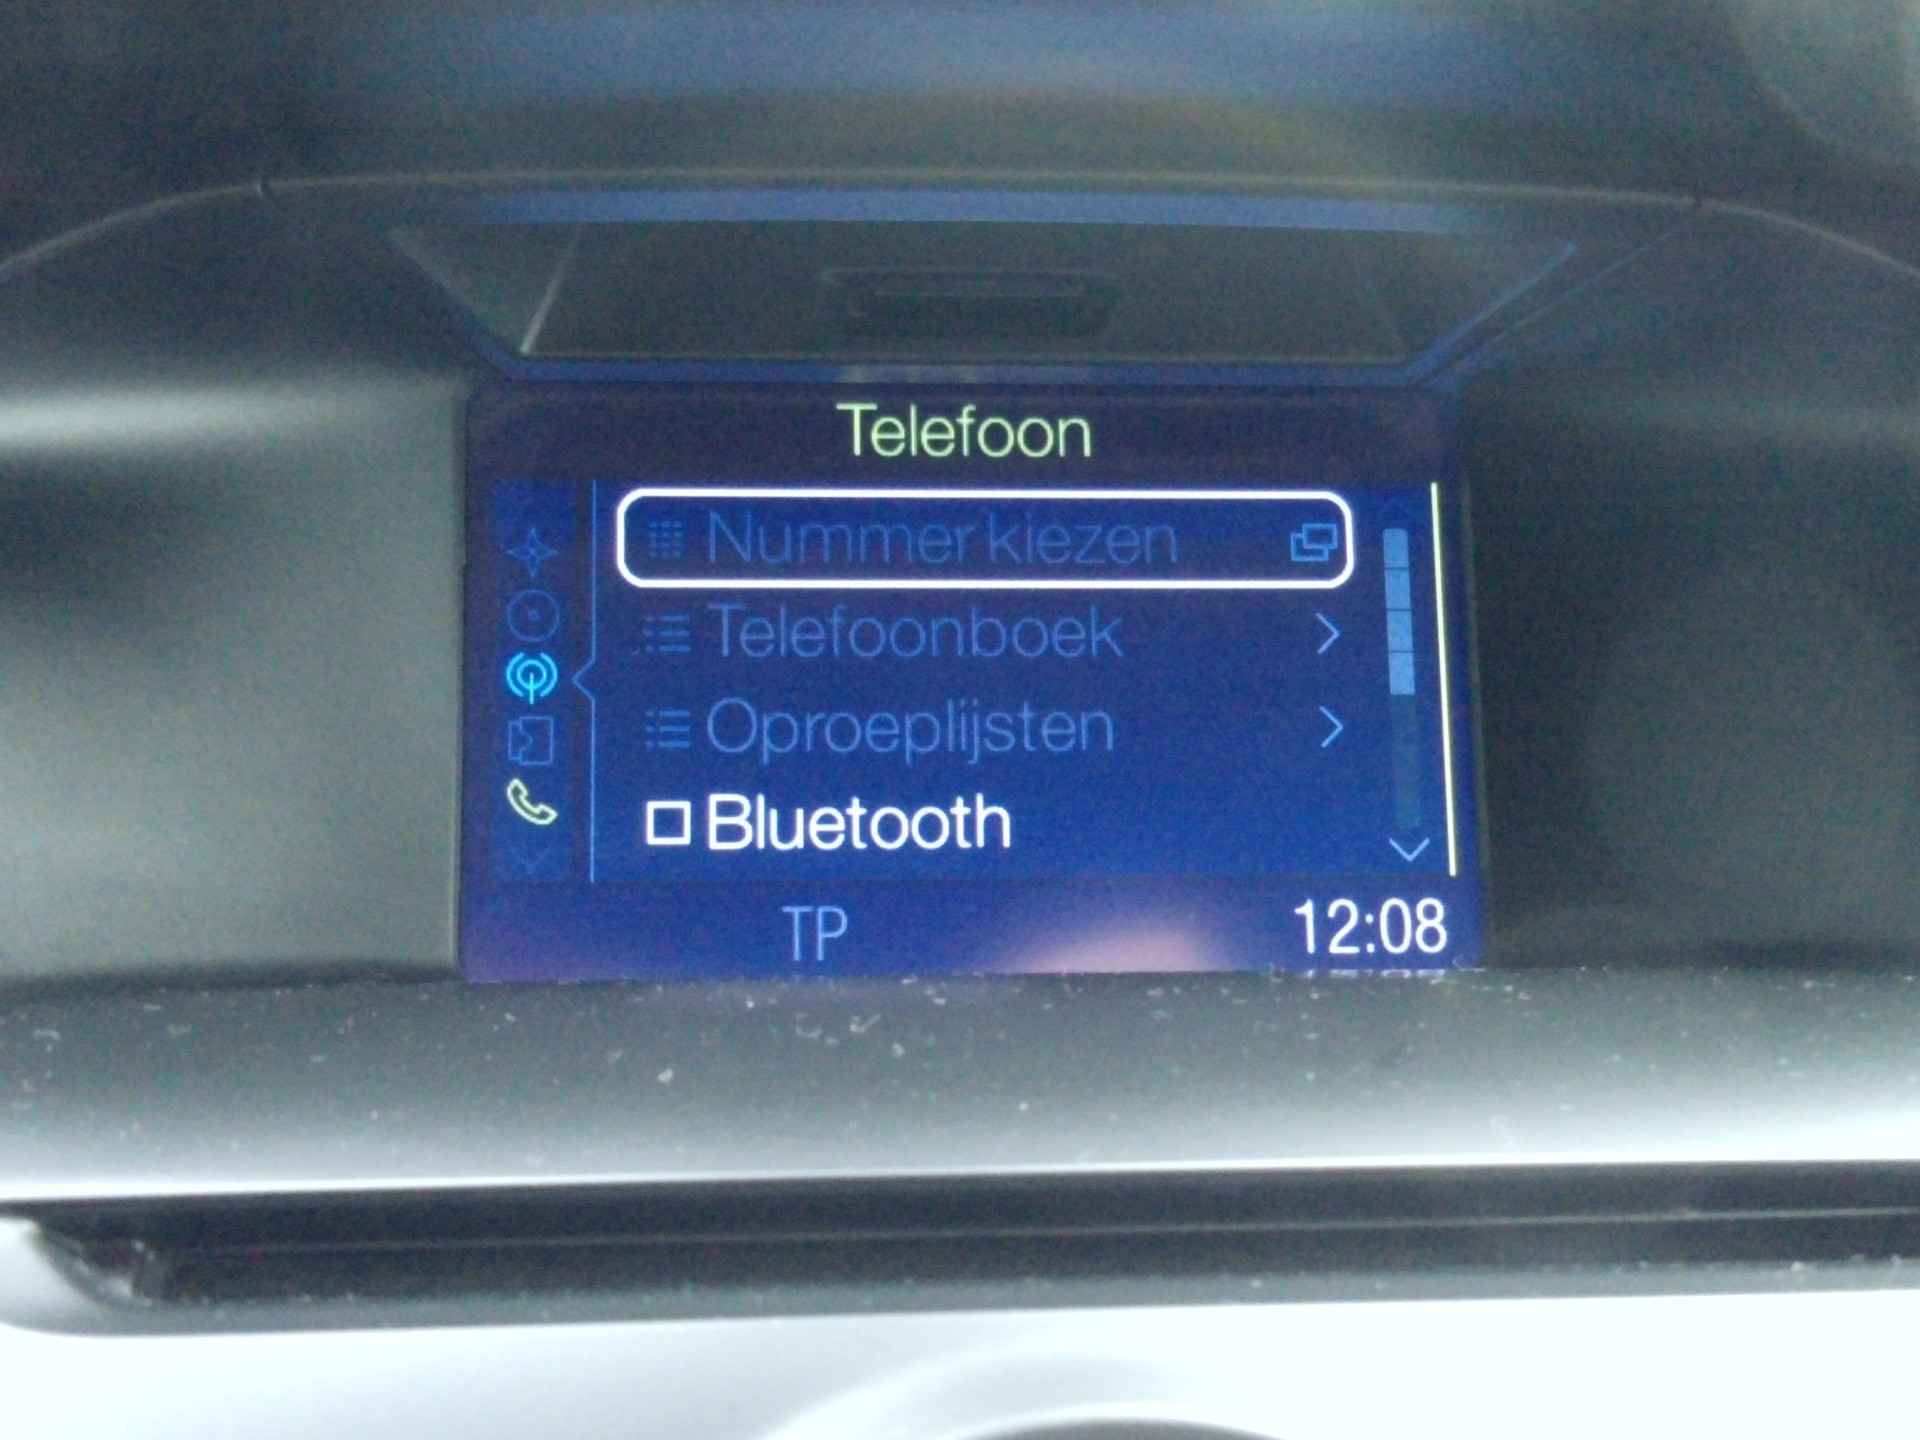 Telefoon
Nummer kiezen
Telefoonboek
Oproeplijsten
Bluetooth
TP 12:08